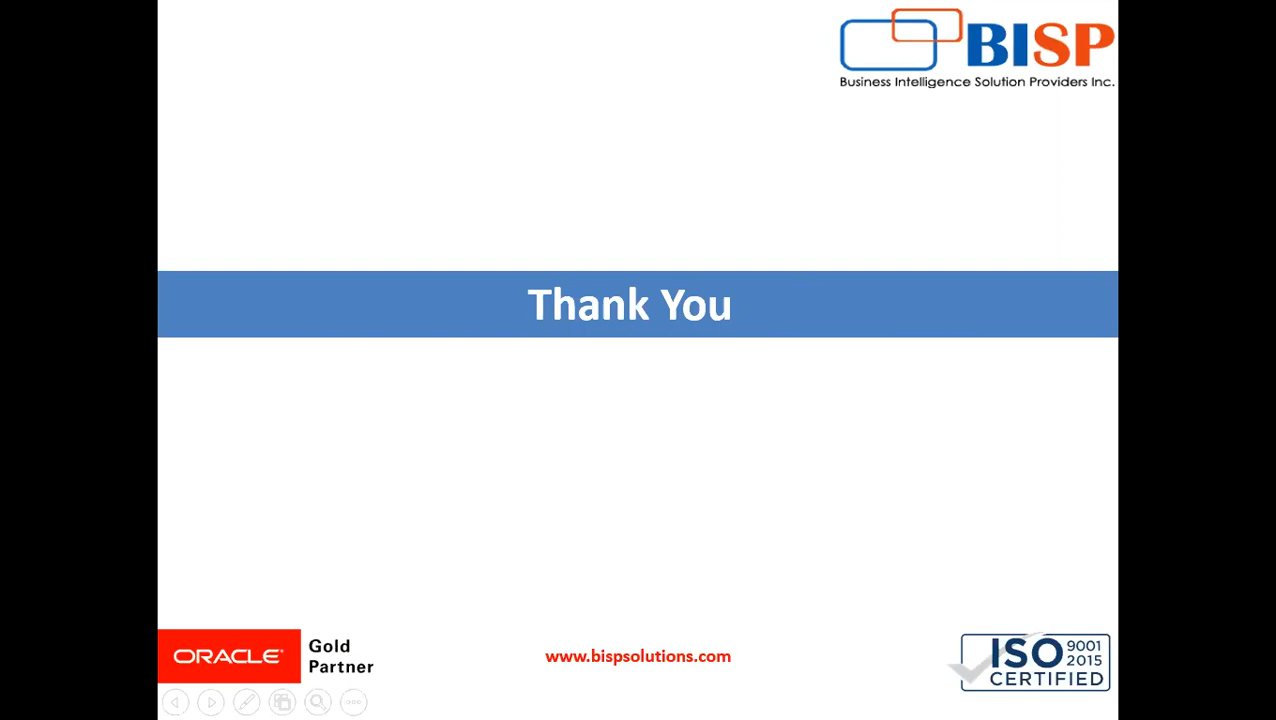 BISP
Business Intelligence Solution Providers Inc.
Thank You
ORACLE®
Gold
Partner
www.bispsolutions.com
ISO 9001
2015
CERTIFIED